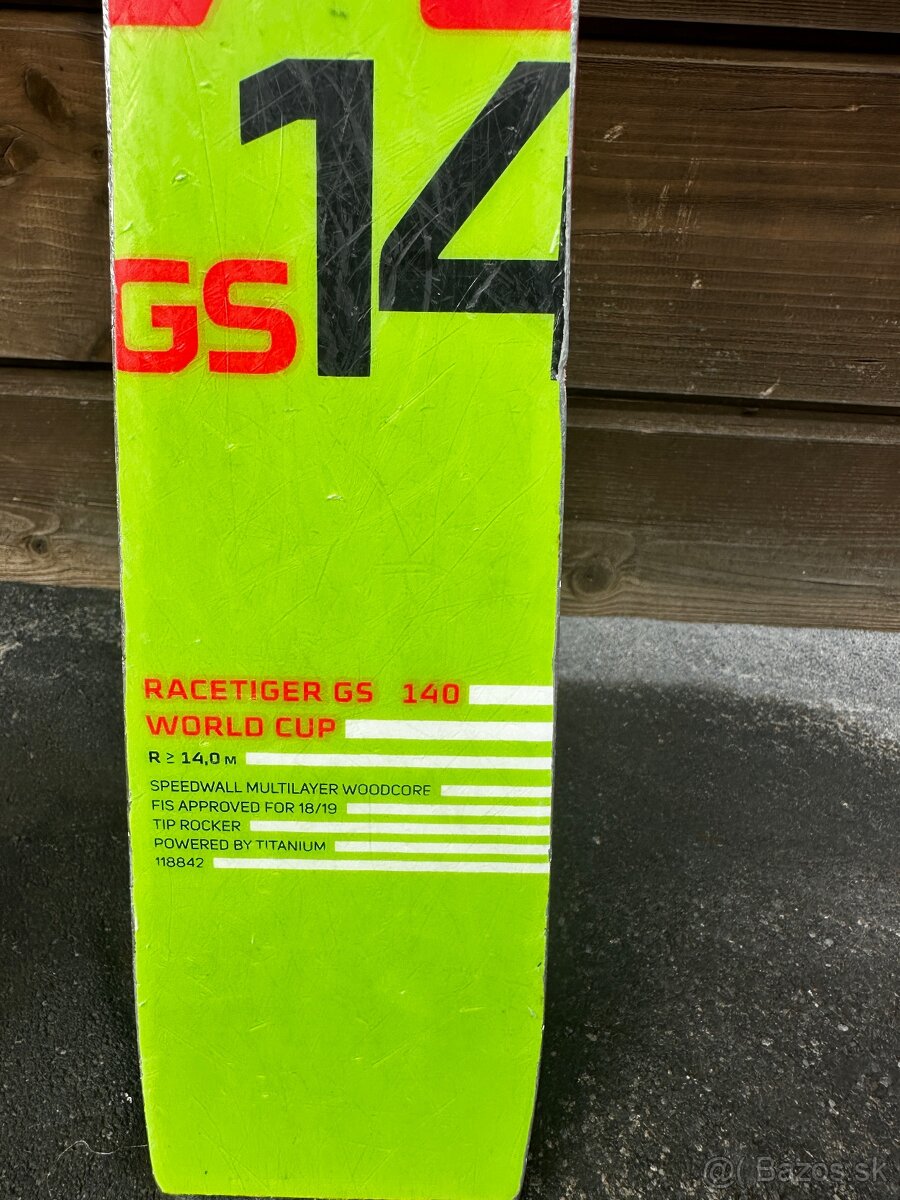 14
GS
RACETIGER GS 140
WORLD CUP
R ≥ 14,0 M
SPEEDWALL MULTILAYER WOODCORE
FIS APPROVED FOR 18/19
TIP ROCKER
POWERED BY TITANIUM
118842
@( Bazos.sk